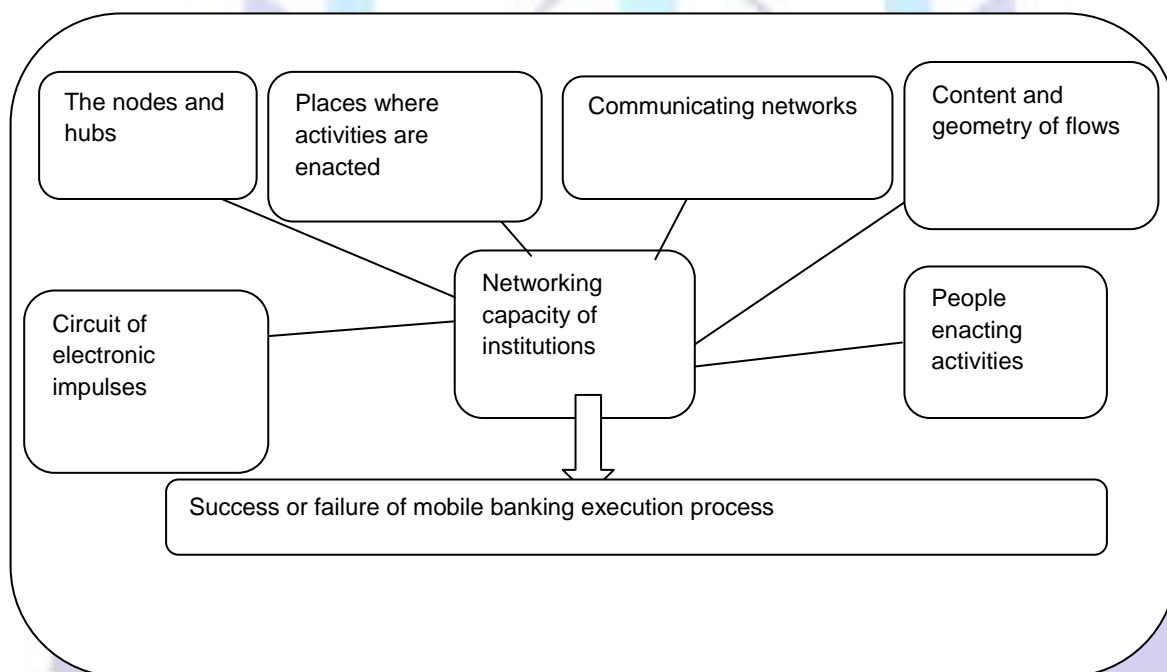 The nodes and
hubs
Places where
activities are
enacted
Communicating networks
Content and
geometry of flows
Circuit of
electronic
impulses
Networking
capacity of
institutions
People
enacting
activities
Success or failure of mobile banking execution process